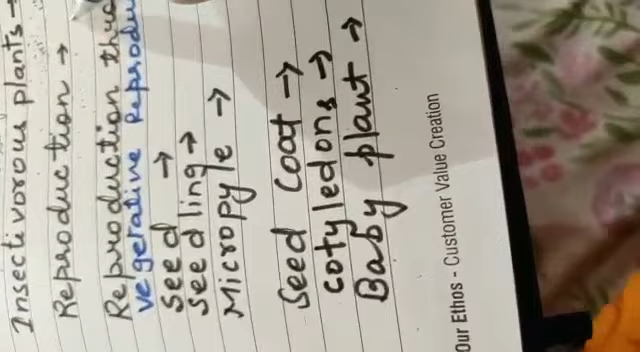 Insectivorous plants →
Reproduction →
Reproduction
vegetative Reprodu
Seed →
Seedling →
Micropyle →
Seed Coat →
cotyledons →
Baby plant →
Our Ethos - Customer Value Creation